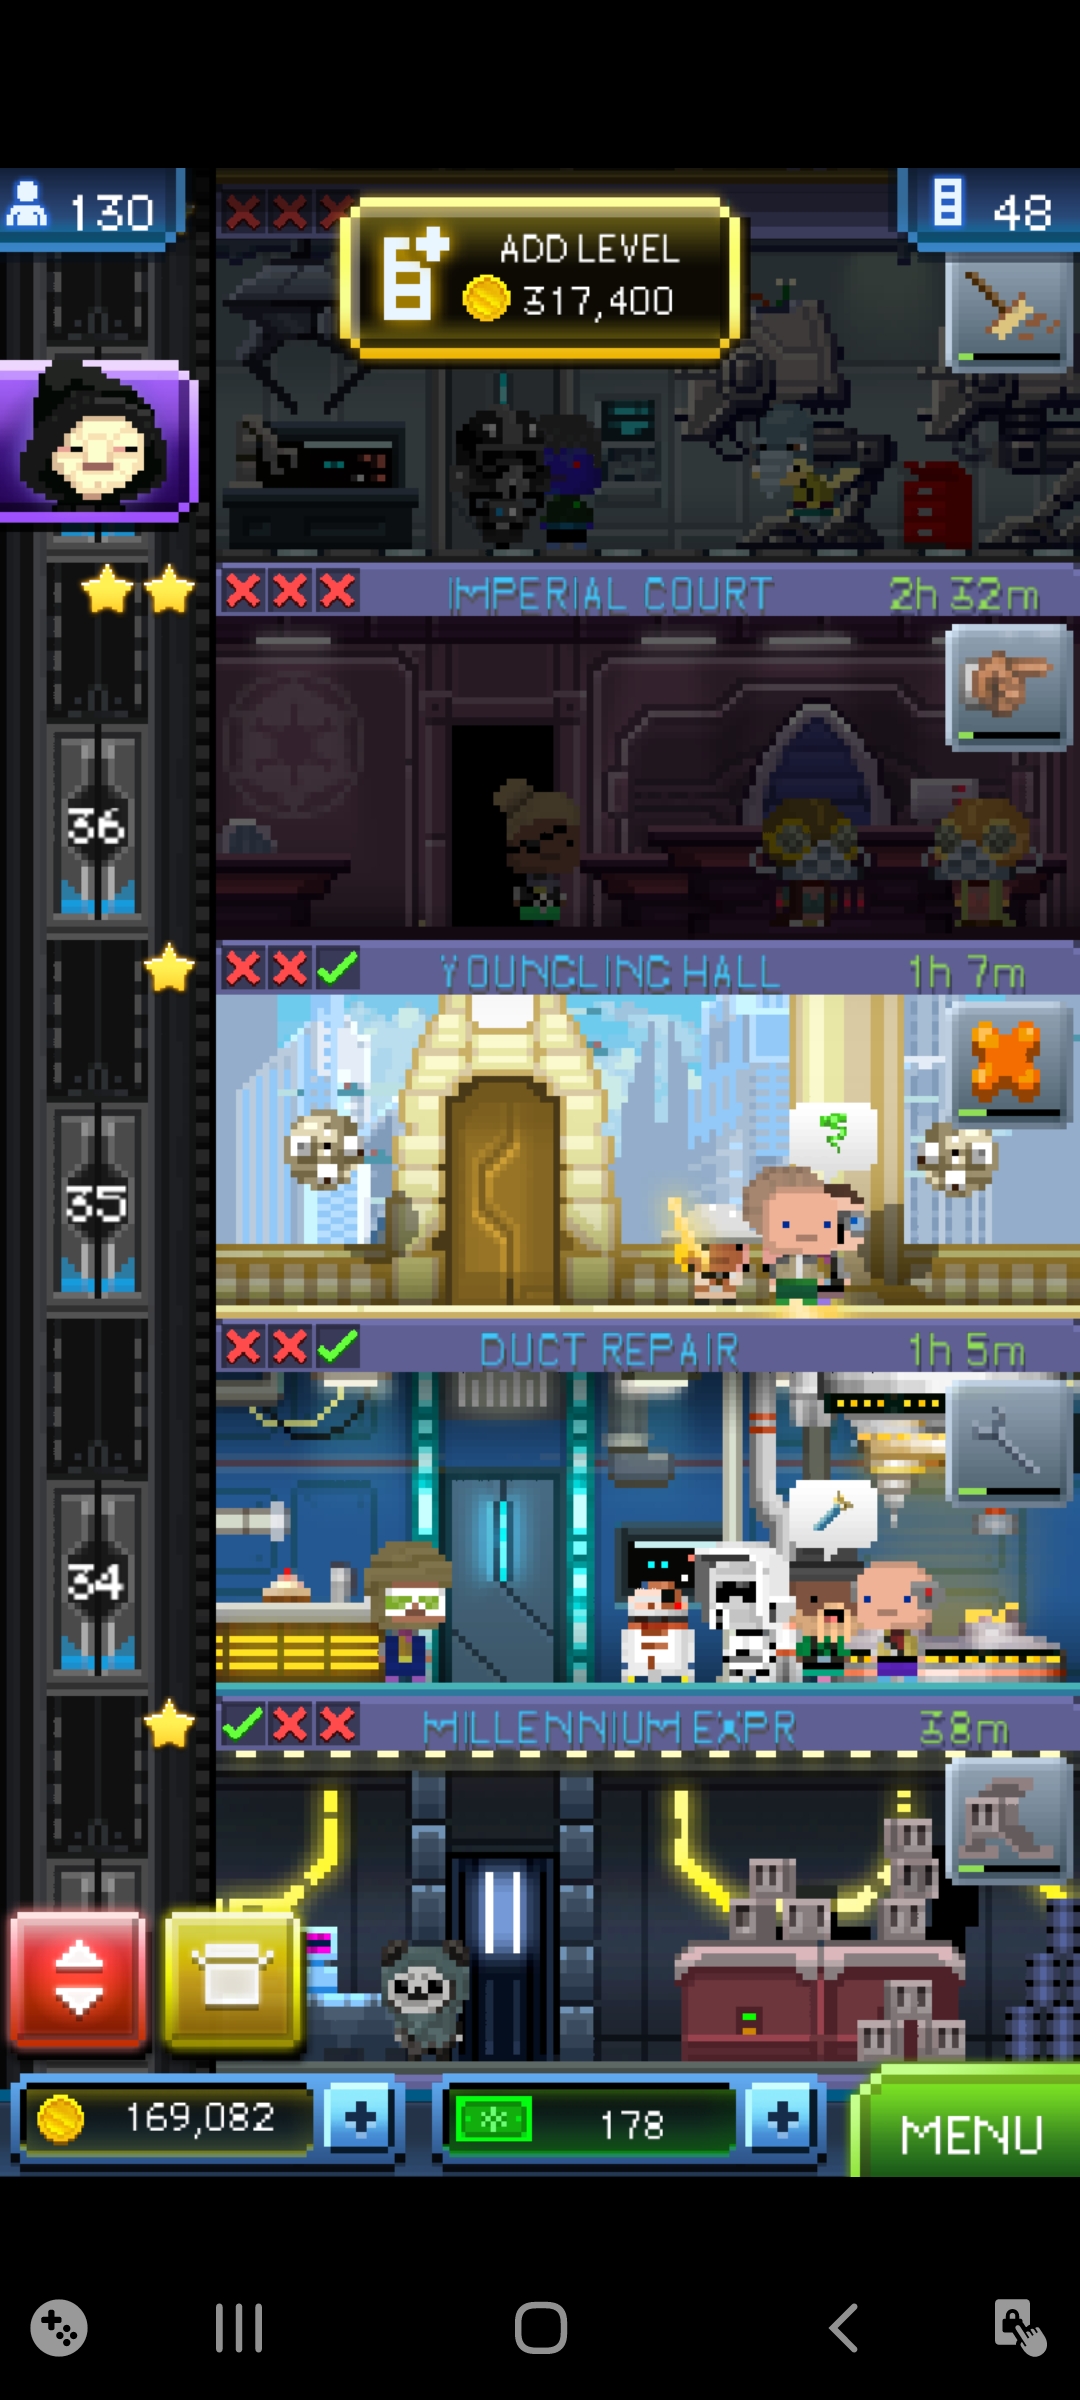 130
48
ADD LEVEL
317,400
IMPERIAL COURT 2h 32m
36
YOUNGLING HALL 1h 7m
35
DUCT REPAIR 1h 5m
34
MILLENNIUM EXPR 38m
169,082
178
MENU